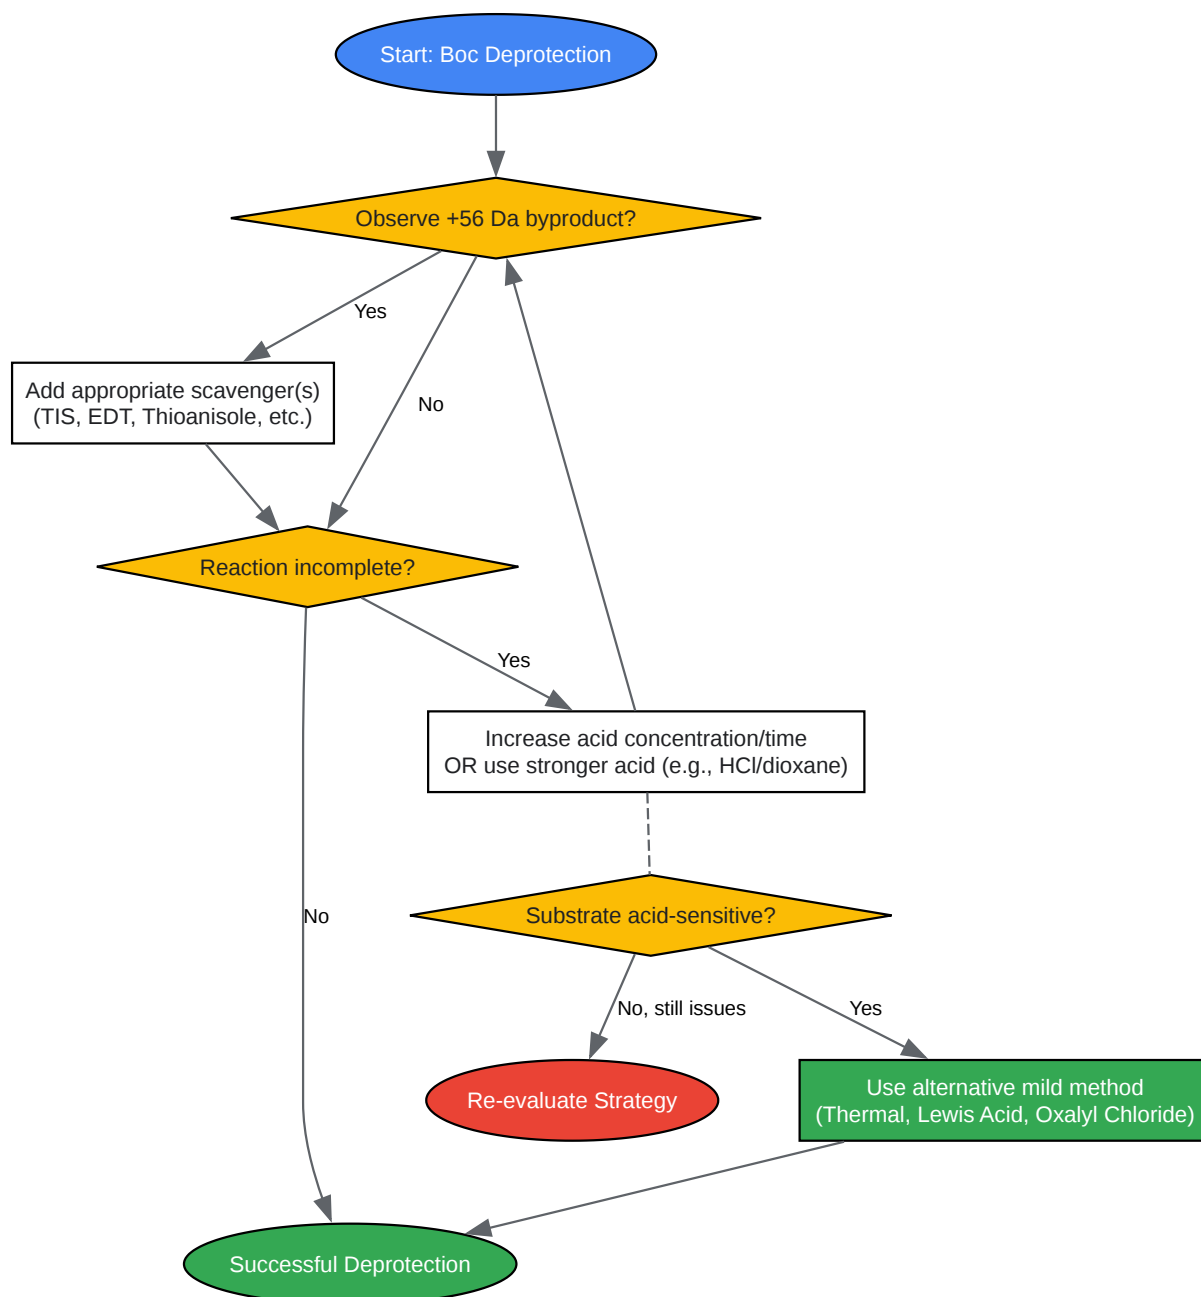 Start: Boc Deprotection
Observe +56 Da byproduct?
Yes
No
Add appropriate scavenger(s)
(TIS, EDT, Thioanisole, etc.)
Reaction incomplete?
Yes
Increase acid concentration/time
OR use stronger acid (e.g., HCl/dioxane)
No
Substrate acid-sensitive?
No, still issues
Yes
Re-evaluate Strategy
Use alternative mild method
(Thermal, Lewis Acid, Oxalyl Chloride)
Successful Deprotection